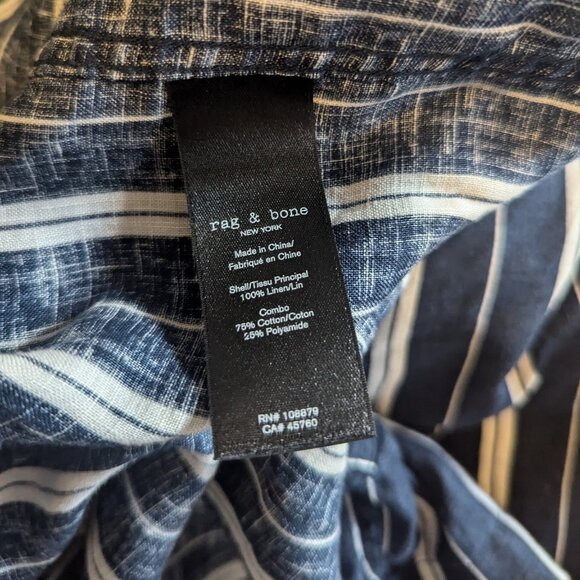 rag & bone
NEW YORK
Made in China/
Fabriqué en Chine
Shell/Tissu Principal
100% Linen/Lin
Combo
75% Cotton/Coton
25% Polyamide
RN# 108879
CA# 45760